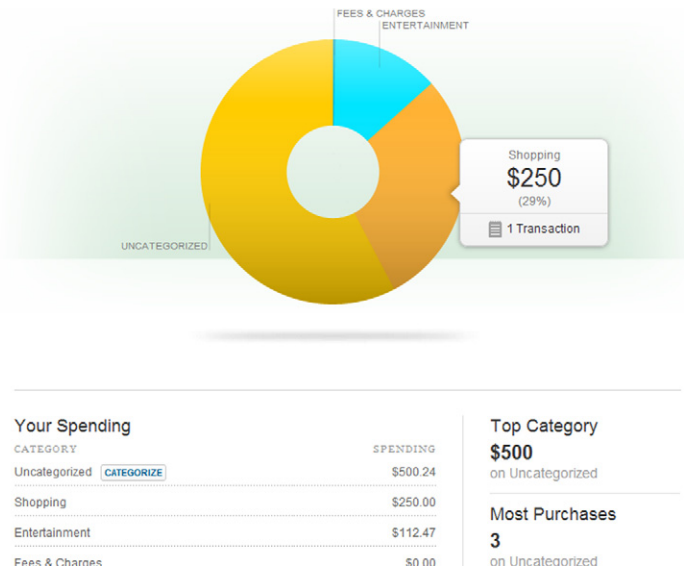 FEES & CHARGES
ENTERTAINMENT
Shopping
$250
(29%)
1 Transaction
UNCATEGORIZED
Your Spending
CATEGORY SPENDING
Uncategorized CATEGORIZE $500.24
Shopping $250.00
Entertainment $112.47
Fees & Charges $0.00
Top Category
$500
on Uncategorized
Most Purchases
3
on Uncategorized